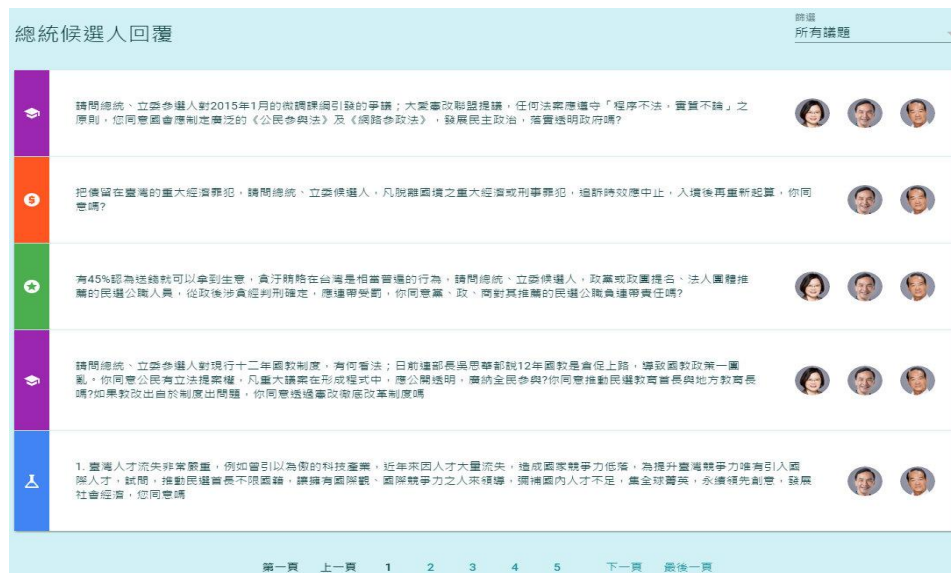 總統候選人回覆
篩選
所有議題
請問總統、立委參選人對2015年1月的微調課綱引發的爭議；大愛憲改聯盟提議，任何法案應遵守「程序不法，實質不論」之
原則，您同意國會應制定廣泛的《公民參與法》及《網路參政法》，發展民主政治，落實透明政府嗎?
把債留在臺灣的重大經濟罪犯，請問總統、立委候選人，凡脫離國境之重大經濟或刑事罪犯，追訴時效應中止，入境後再重新起算，你同
意嗎?
有45%認為送錢就可以拿到生意，貪汙賄賂在台灣是相當普遍的行為，請問總統、立委候選人，政黨或政團提名、法人團體推
薦的民選公職人員，從政後涉貪經判刑確定，應連帶受罰，你同意黨、政、商對其推薦的民選公職負連帶責任嗎?
請問總統、立委參選人對現行十二年國教制度，有何看法；日前連部長吳思華都說12年國教是倉促上路，導致國教政策一團
亂。你同意公民有立法提案權，凡重大議案在形成程式中，應公開透明，廣納全民參與?你同意推動民選教育首長與地方教育長
嗎?如果教改出自於制度出問題，你同意透過憲改徹底改革制度嗎
1. 臺灣人才流失非常嚴重，例如曾引以為傲的科技產業，近年來因人才大量流失，造成國家競爭力低落，為提升臺灣競爭力唯有引入國
際人才，試問，推動民選首長不限國籍，讓擁有國際觀、國際競爭力之人來領導，彌補國內人才不足，集全球菁英，永續領先創意，發展
社會經濟，您同意嗎
第一頁 上一頁 1 2 3 4 5 下一頁 最後一頁